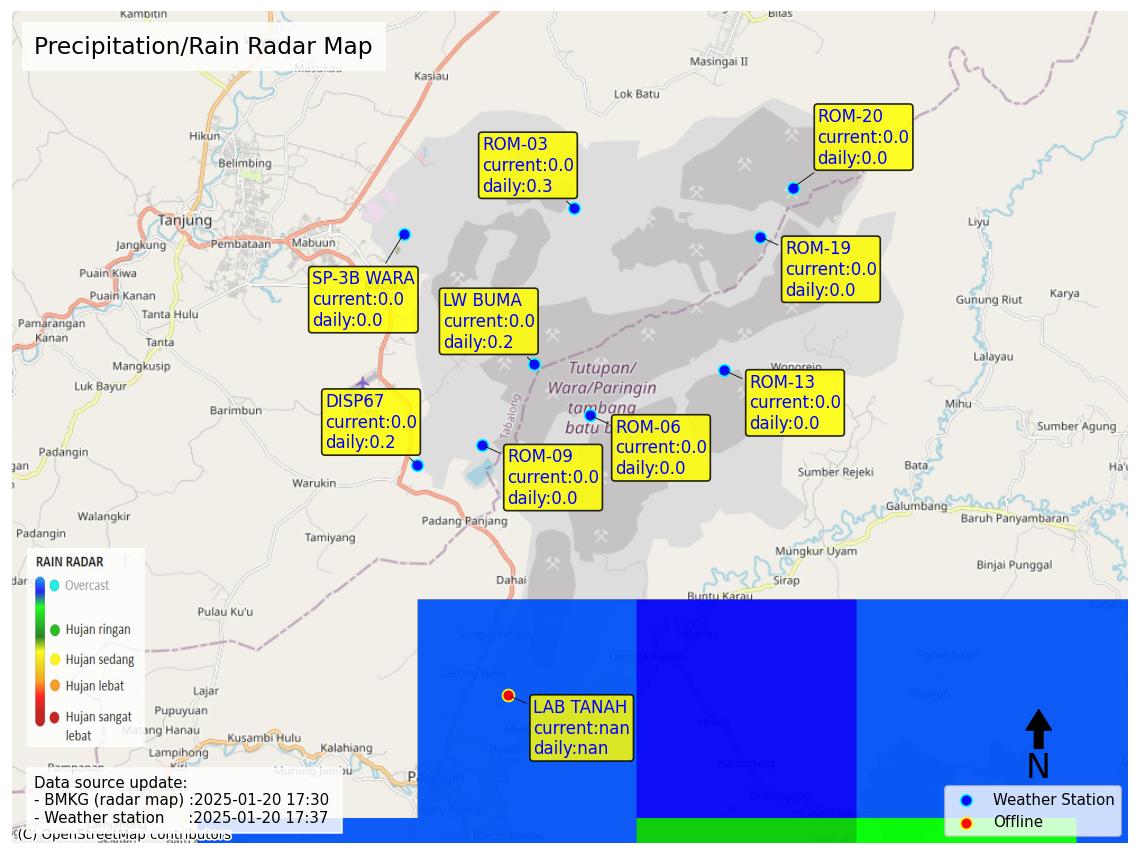 Kambitin
Bilas
Precipitation/Rain Radar Map
Masukau
Kasiau
Masingai II
Lok Batu
ROM-20
current:0.0
daily:0.0
Hikun
Belimbing
ROM-03
current:0.0
daily:0.3
Tanjung
Jangkung
Pembataan
Mabuun
Liyu
ROM-19
current:0.0
daily:0.0
Puain Kiwa
Puain Kanan
SP-3B WARA
current:0.0
daily:0.0
LW BUMA
current:0.0
daily:0.2
Gunung Riut
Karya
Tanta Hulu
Pamarangan
Kanan
Tanta
Mangkusip
Luk Bayur
Lalayau
Wonorejo
Tutupan/
Wara/Paringin
tambang
batu b
ROM-13
current:0.0
daily:0.0
Barimbun
DISP67
current:0.0
daily:0.2
Tabalong
ROM-06
current:0.0
daily:0.0
Mihu
Sumber Agung
ROM-09
current:0.0
daily:0.0
Bata
Sumber Rejeki
Warukin
Galumbang
Baruh Panyambaran
Walangkir
Padang Panjang
Padangin
Tamiyang
Mungkur Uyam
Binjai Punggal
RAIN RADAR
Overcast
Hujan ringan
Hujan sedang
Hujan lebat
Hujan sangat
lebat
Dahai
Sirap
Buntu Karau
Pulau Ku'u
Lajar
Pupuyuan
Matang Hanau
Lampihong
Kusambi Hulu
Kalahiang
Murung Jambu
Paringin
LAB TANAH
current:nan
daily:nan
N
Data source update:
- BMKG (radar map) :2025-01-20 17:30
- Weather station :2025-01-20 17:37
(C) OpenStreetMap contributors
Weather Station
Offline